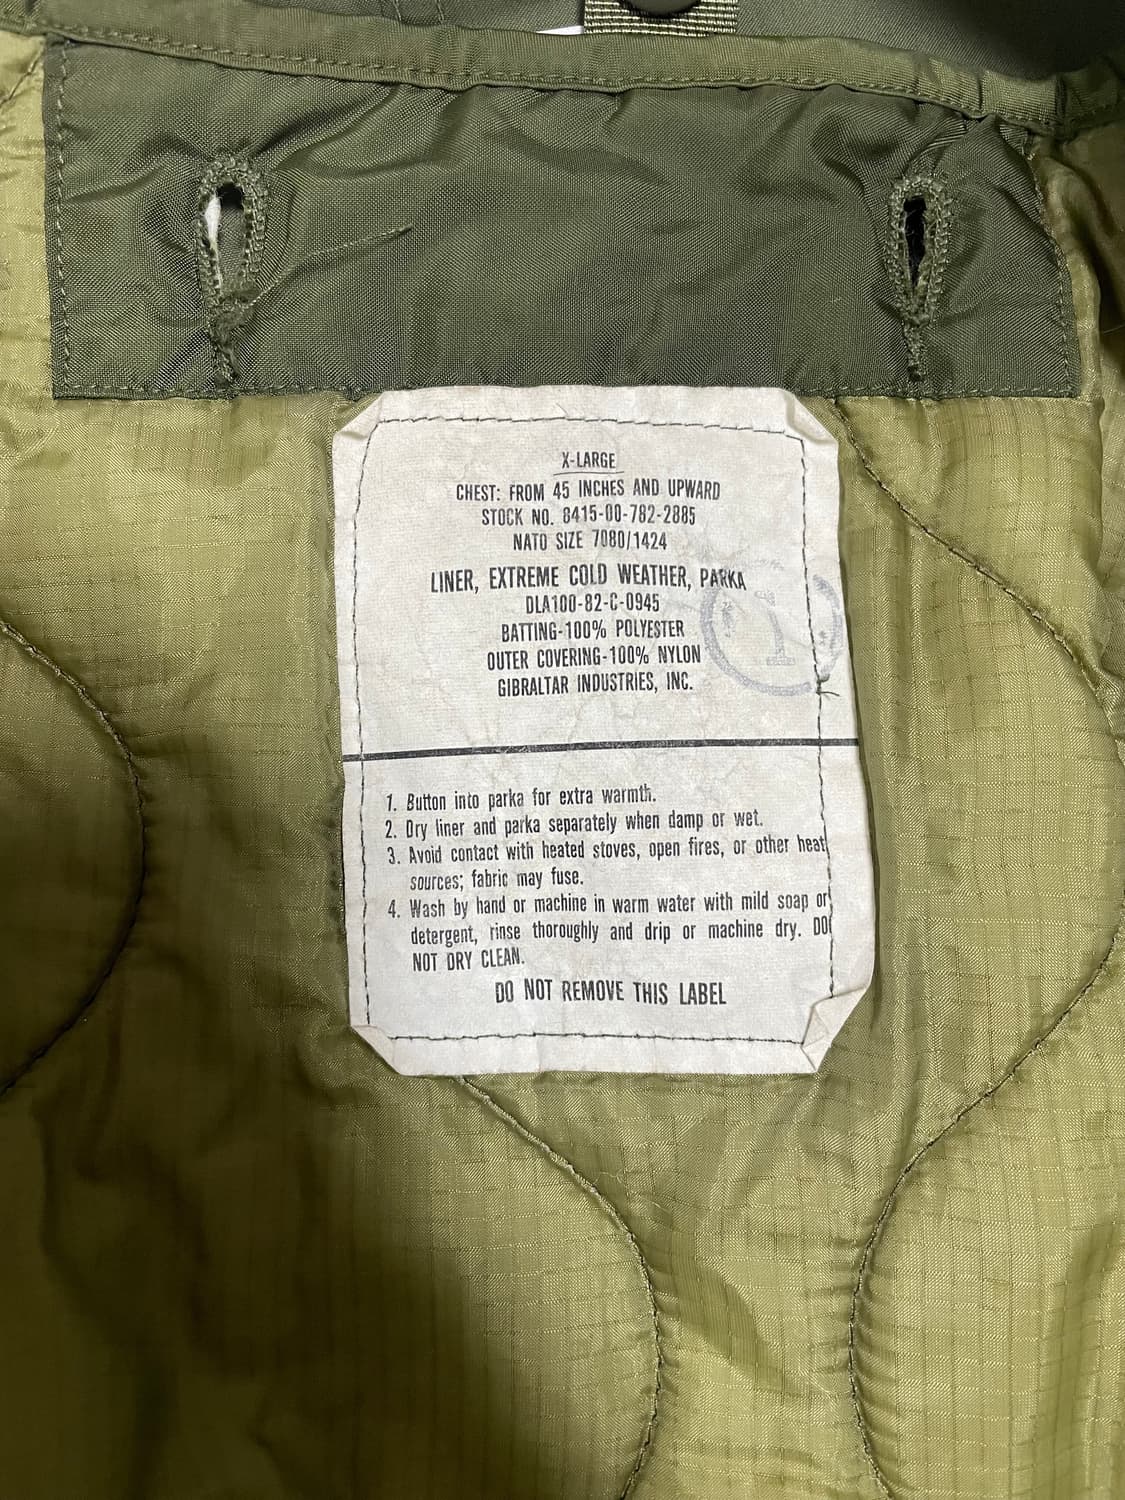 X-LARGE
CHEST: FROM 45 INCHES AND UPWARD
STOCK NO. 8415-00-782-2885
NATO SIZE 7080/1424
LINER, EXTREME COLD WEATHER, PARKA
DLA100-82-C-0945
BATTING-100% POLYESTER
OUTER COVERING-100% NYLON
GIBRALTAR INDUSTRIES, INC.
1. Button into parka for extra warmth.
2. Dry liner and parka separately when damp or wet.
3. Avoid contact with heated stoves, open fires, or other heat
sources; fabric may fuse.
4. Wash by hand or machine in warm water with mild soap or
detergent, rinse thoroughly and drip or machine dry. DO
NOT DRY CLEAN.
DO NOT REMOVE THIS LABEL